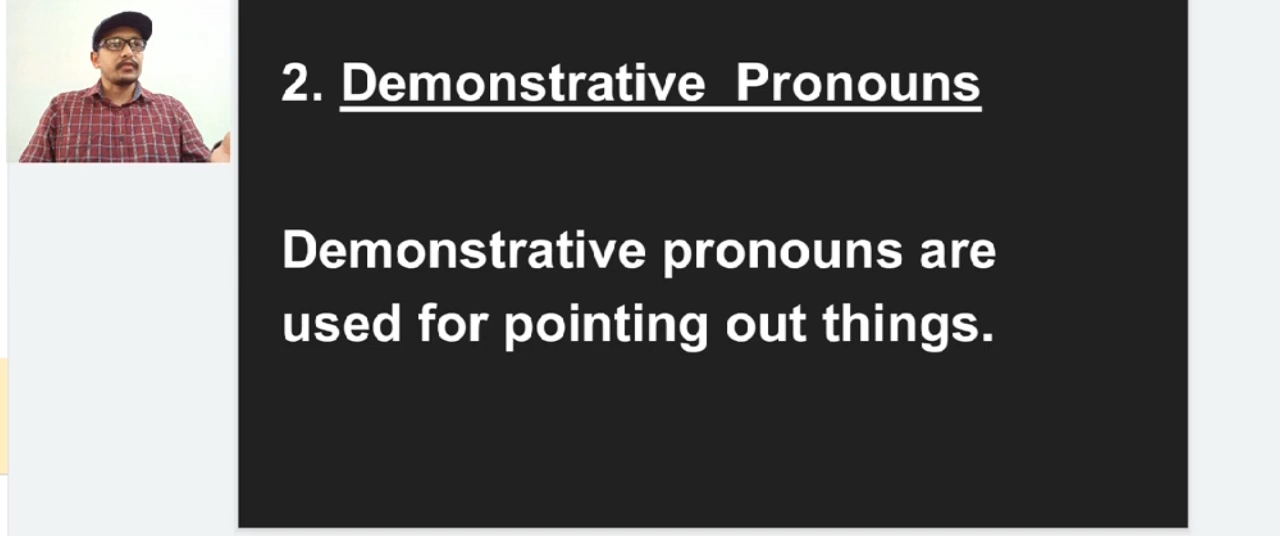 2. Demonstrative Pronouns
Demonstrative pronouns are
used for pointing out things.